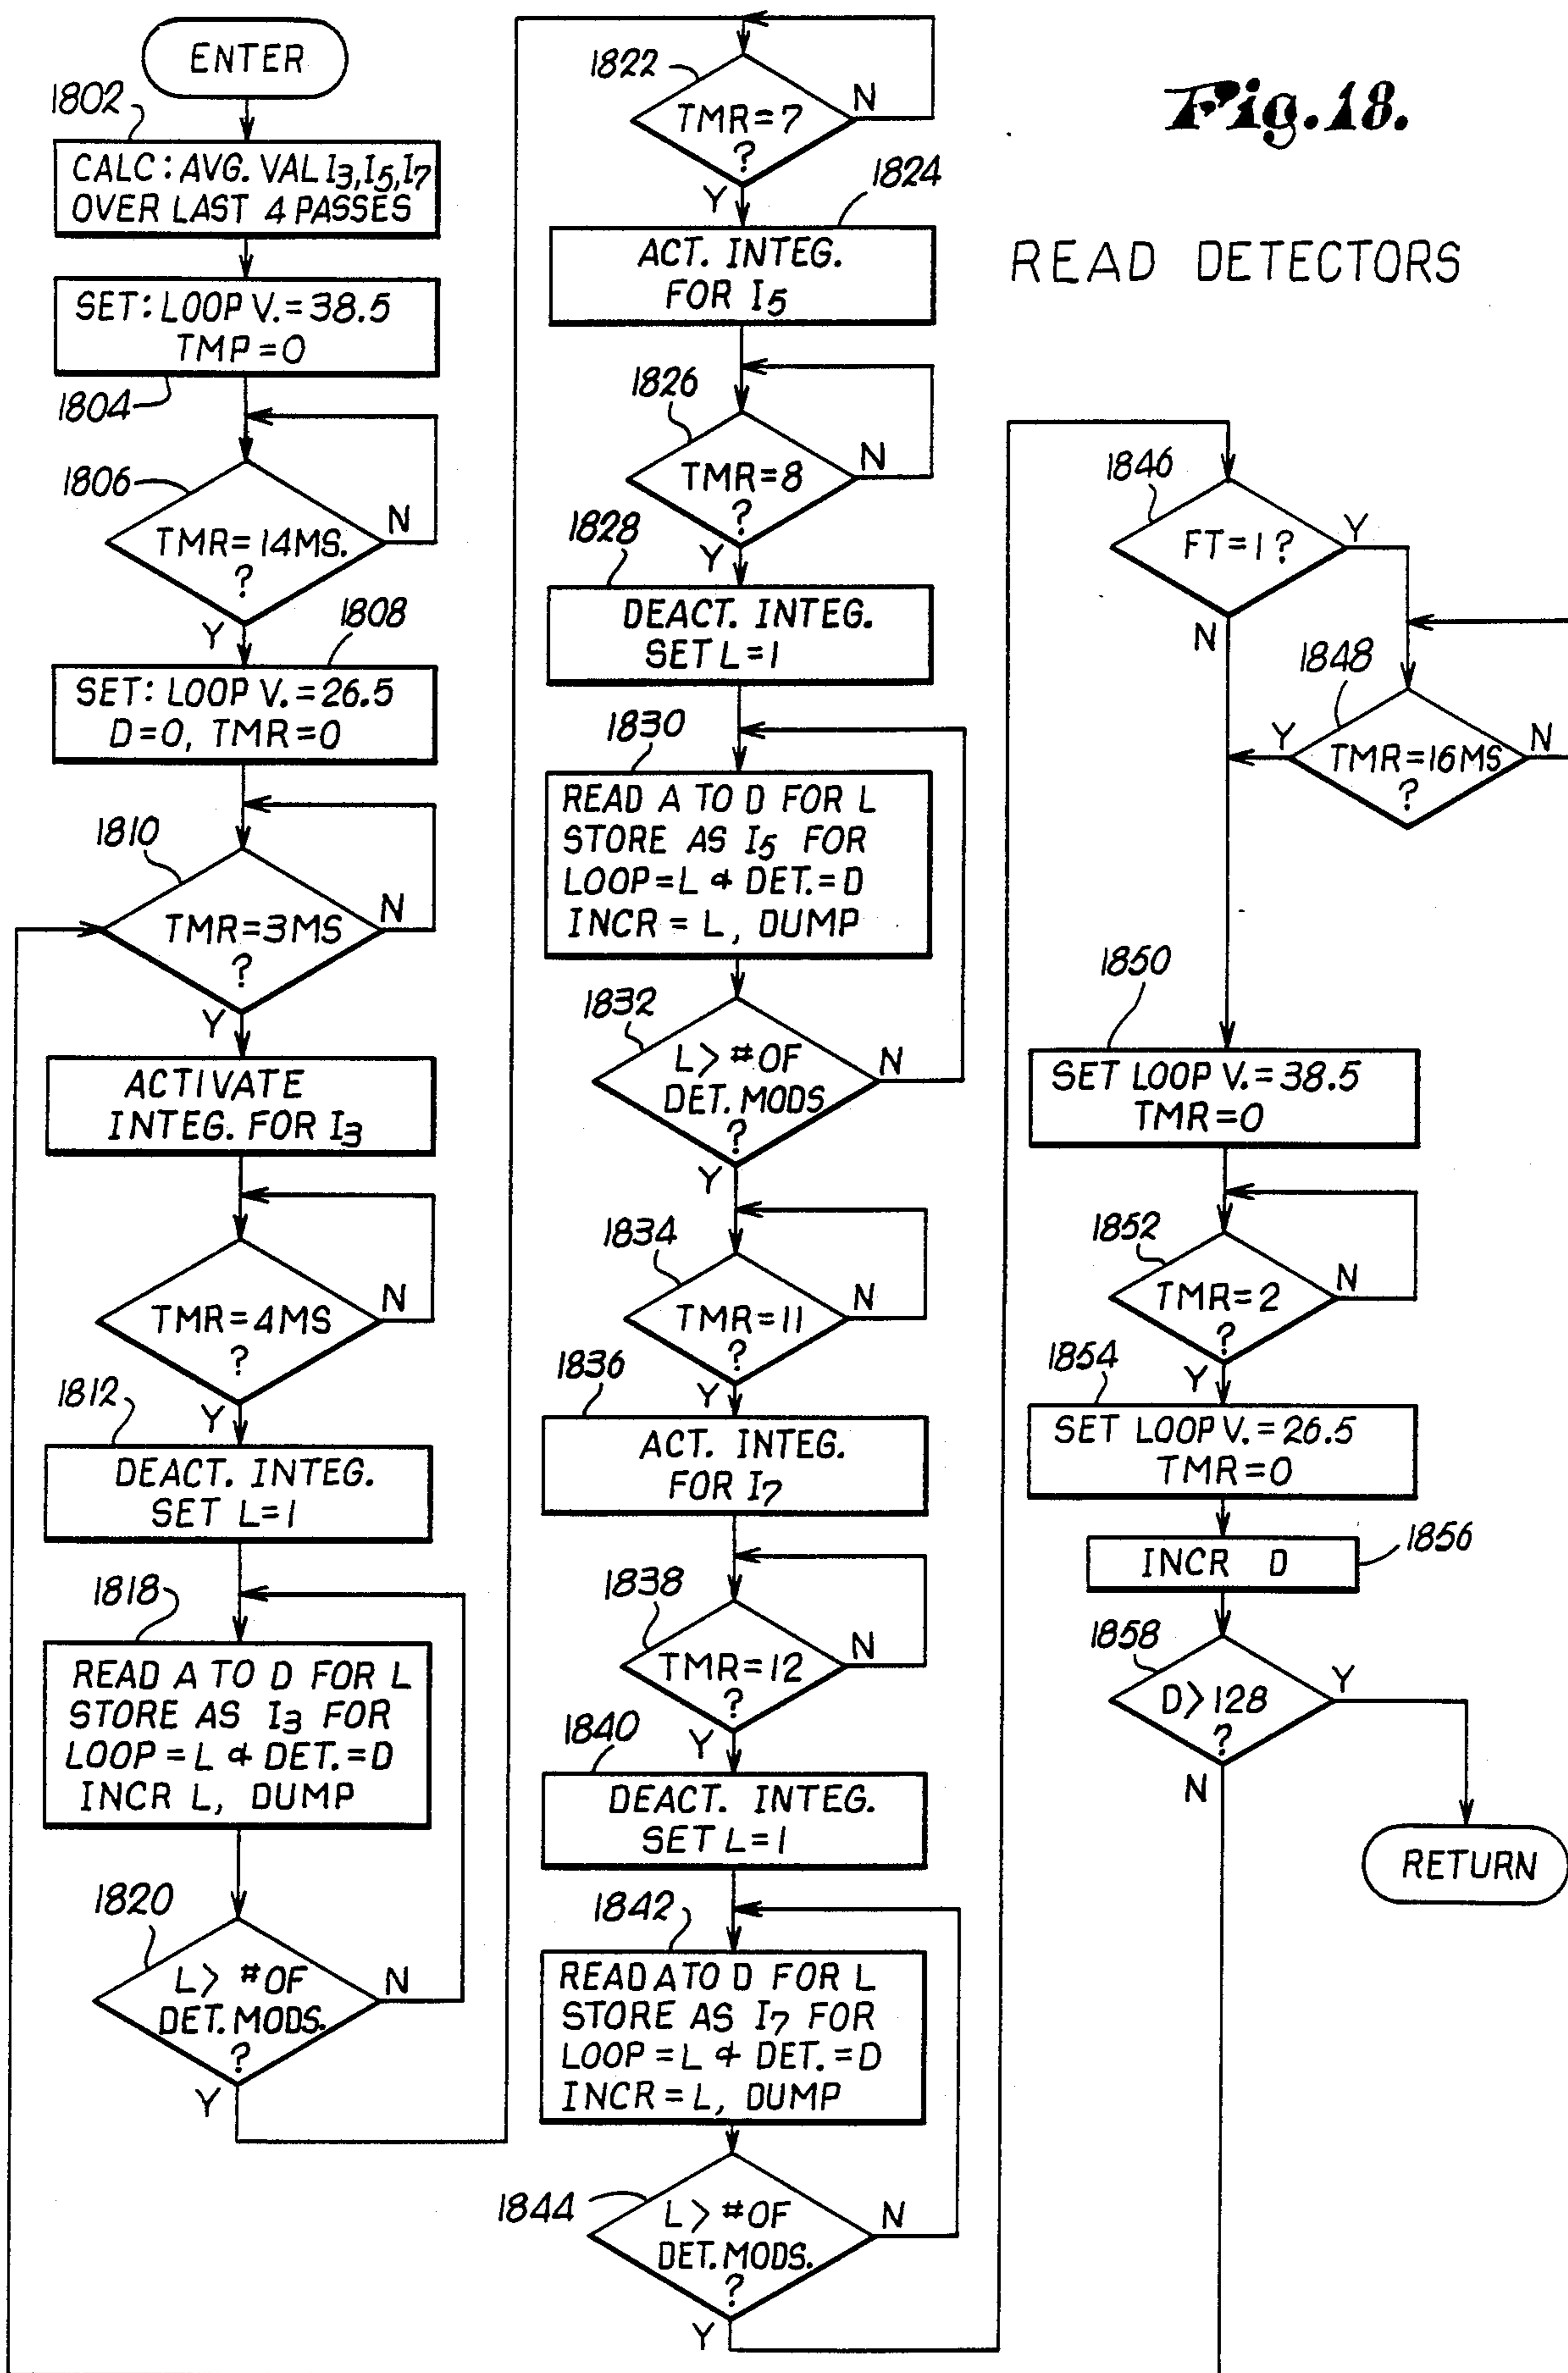 Fig. 18.
READ DETECTORS
ENTER
1802
CALC: AVG. VAL I3, I5, I7
OVER LAST 4 PASSES
SET: LOOP V. = 38.5
TMP = 0
1804
1806
TMR = 14MS.
?
N
Y
1808
SET: LOOP V. = 26.5
D=0, TMR=0
1810
TMR = 3MS
?
N
Y
ACTIVATE
INTEG. FOR I3
TMR = 4MS
?
N
Y
1812
DEACT. INTEG.
SET L=1
1818
READ A TO D FOR L
STORE AS I3 FOR
LOOP = L & DET. = D
INCR L, DUMP
1820
L > # OF
DET. MODS.
?
N
Y
1822
TMR = 7
?
N
Y
1824
ACT. INTEG.
FOR I5
1826
TMR = 8
?
N
Y
1828
DEACT. INTEG.
SET L=1
1830
READ A TO D FOR L
STORE AS I5 FOR
LOOP = L & DET. = D
INCR = L, DUMP
1832
L > # OF
DET. MODS
?
N
Y
1834
TMR = 11
?
N
Y
1836
ACT. INTEG.
FOR I7
1838
TMR = 12
?
N
Y
1840
DEACT. INTEG.
SET L=1
1842
READ A TO D FOR L
STORE AS I7 FOR
LOOP = L & DET. = D
INCR = L, DUMP
1844
L > # OF
DET. MODS.
?
N
Y
1846
FT = 1 ?
Y
N
1848
TMR = 16MS
?
Y
N
1850
SET LOOP V. = 38.5
TMR = 0
1852
TMR = 2
?
N
Y
1854
SET LOOP V. = 26.5
TMR = 0
1856
INCR D
1858
D > 128
?
Y
N
RETURN